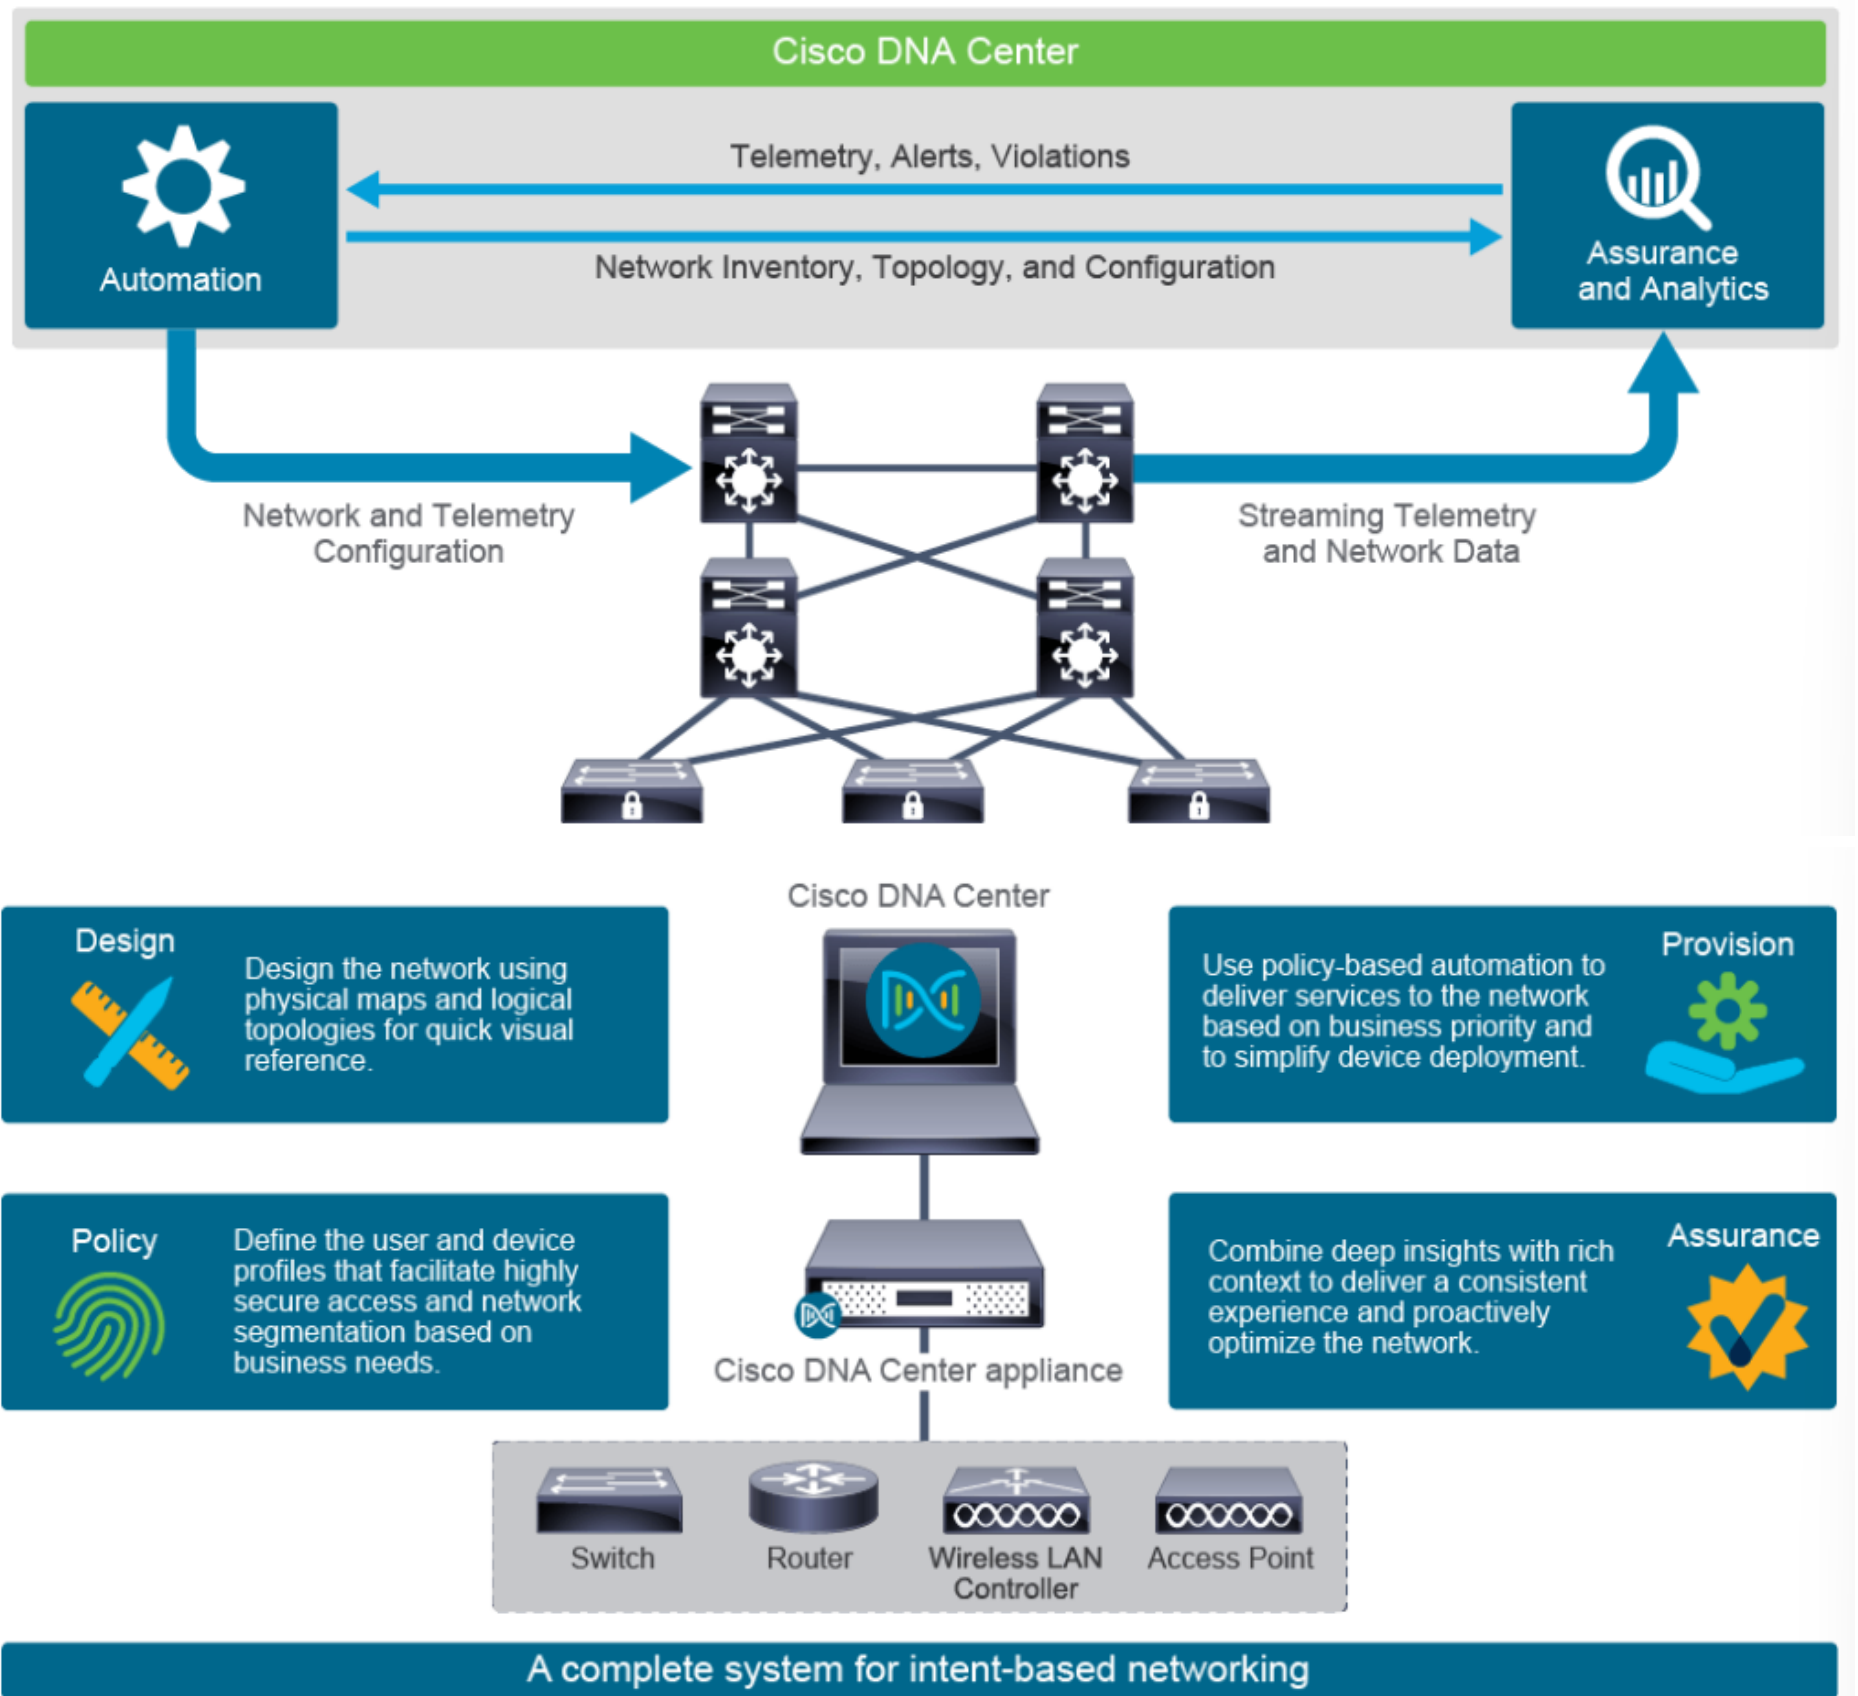 Cisco DNA Center
Telemetry, Alerts, Violations
Automation
Network Inventory, Topology, and Configuration
Assurance
and Analytics
Network and Telemetry
Configuration
Streaming Telemetry
and Network Data
Cisco DNA Center
Design
Design the network using
physical maps and logical
topologies for quick visual
reference.
Provision
Use policy-based automation to
deliver services to the network
based on business priority and
to simplify device deployment.
Policy
Define the user and device
profiles that facilitate highly
secure access and network
segmentation based on
business needs.
Assurance
Combine deep insights with rich
context to deliver a consistent
experience and proactively
optimize the network.
Cisco DNA Center appliance
Switch
Router
Wireless LAN
Controller
Access Point
A complete system for intent-based networking